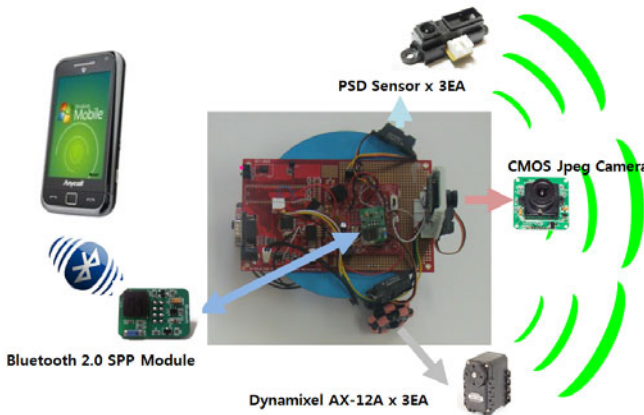 PSD Sensor x 3EA
Windows
Mobile
Anycall
CMOS Jpeg Camera
Bluetooth 2.0 SPP Module
Dynamixel AX-12A x 3EA